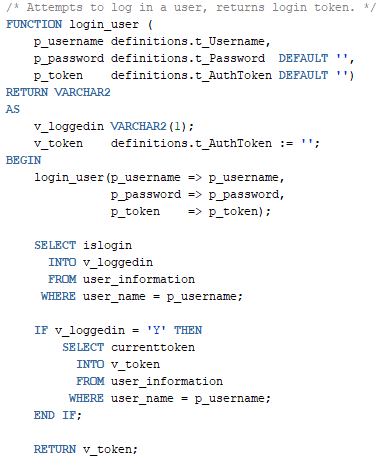 /* Attempts to log in a user, returns login token. */
FUNCTION login_user (
    p_username definitions.t_Username,
    p_password definitions.t_Password  DEFAULT '',
    p_token    definitions.t_AuthToken DEFAULT '')
RETURN VARCHAR2
AS
    v_loggedin VARCHAR2(1);
    v_token    definitions.t_AuthToken := '';
BEGIN
    login_user(p_username => p_username,
               p_password => p_password,
               p_token    => p_token);

    SELECT islogin
      INTO v_loggedin
      FROM user_information
     WHERE user_name = p_username;

    IF v_loggedin = 'Y' THEN
        SELECT currenttoken
          INTO v_token
          FROM user_information
         WHERE user_name = p_username;
    END IF;

    RETURN v_token;